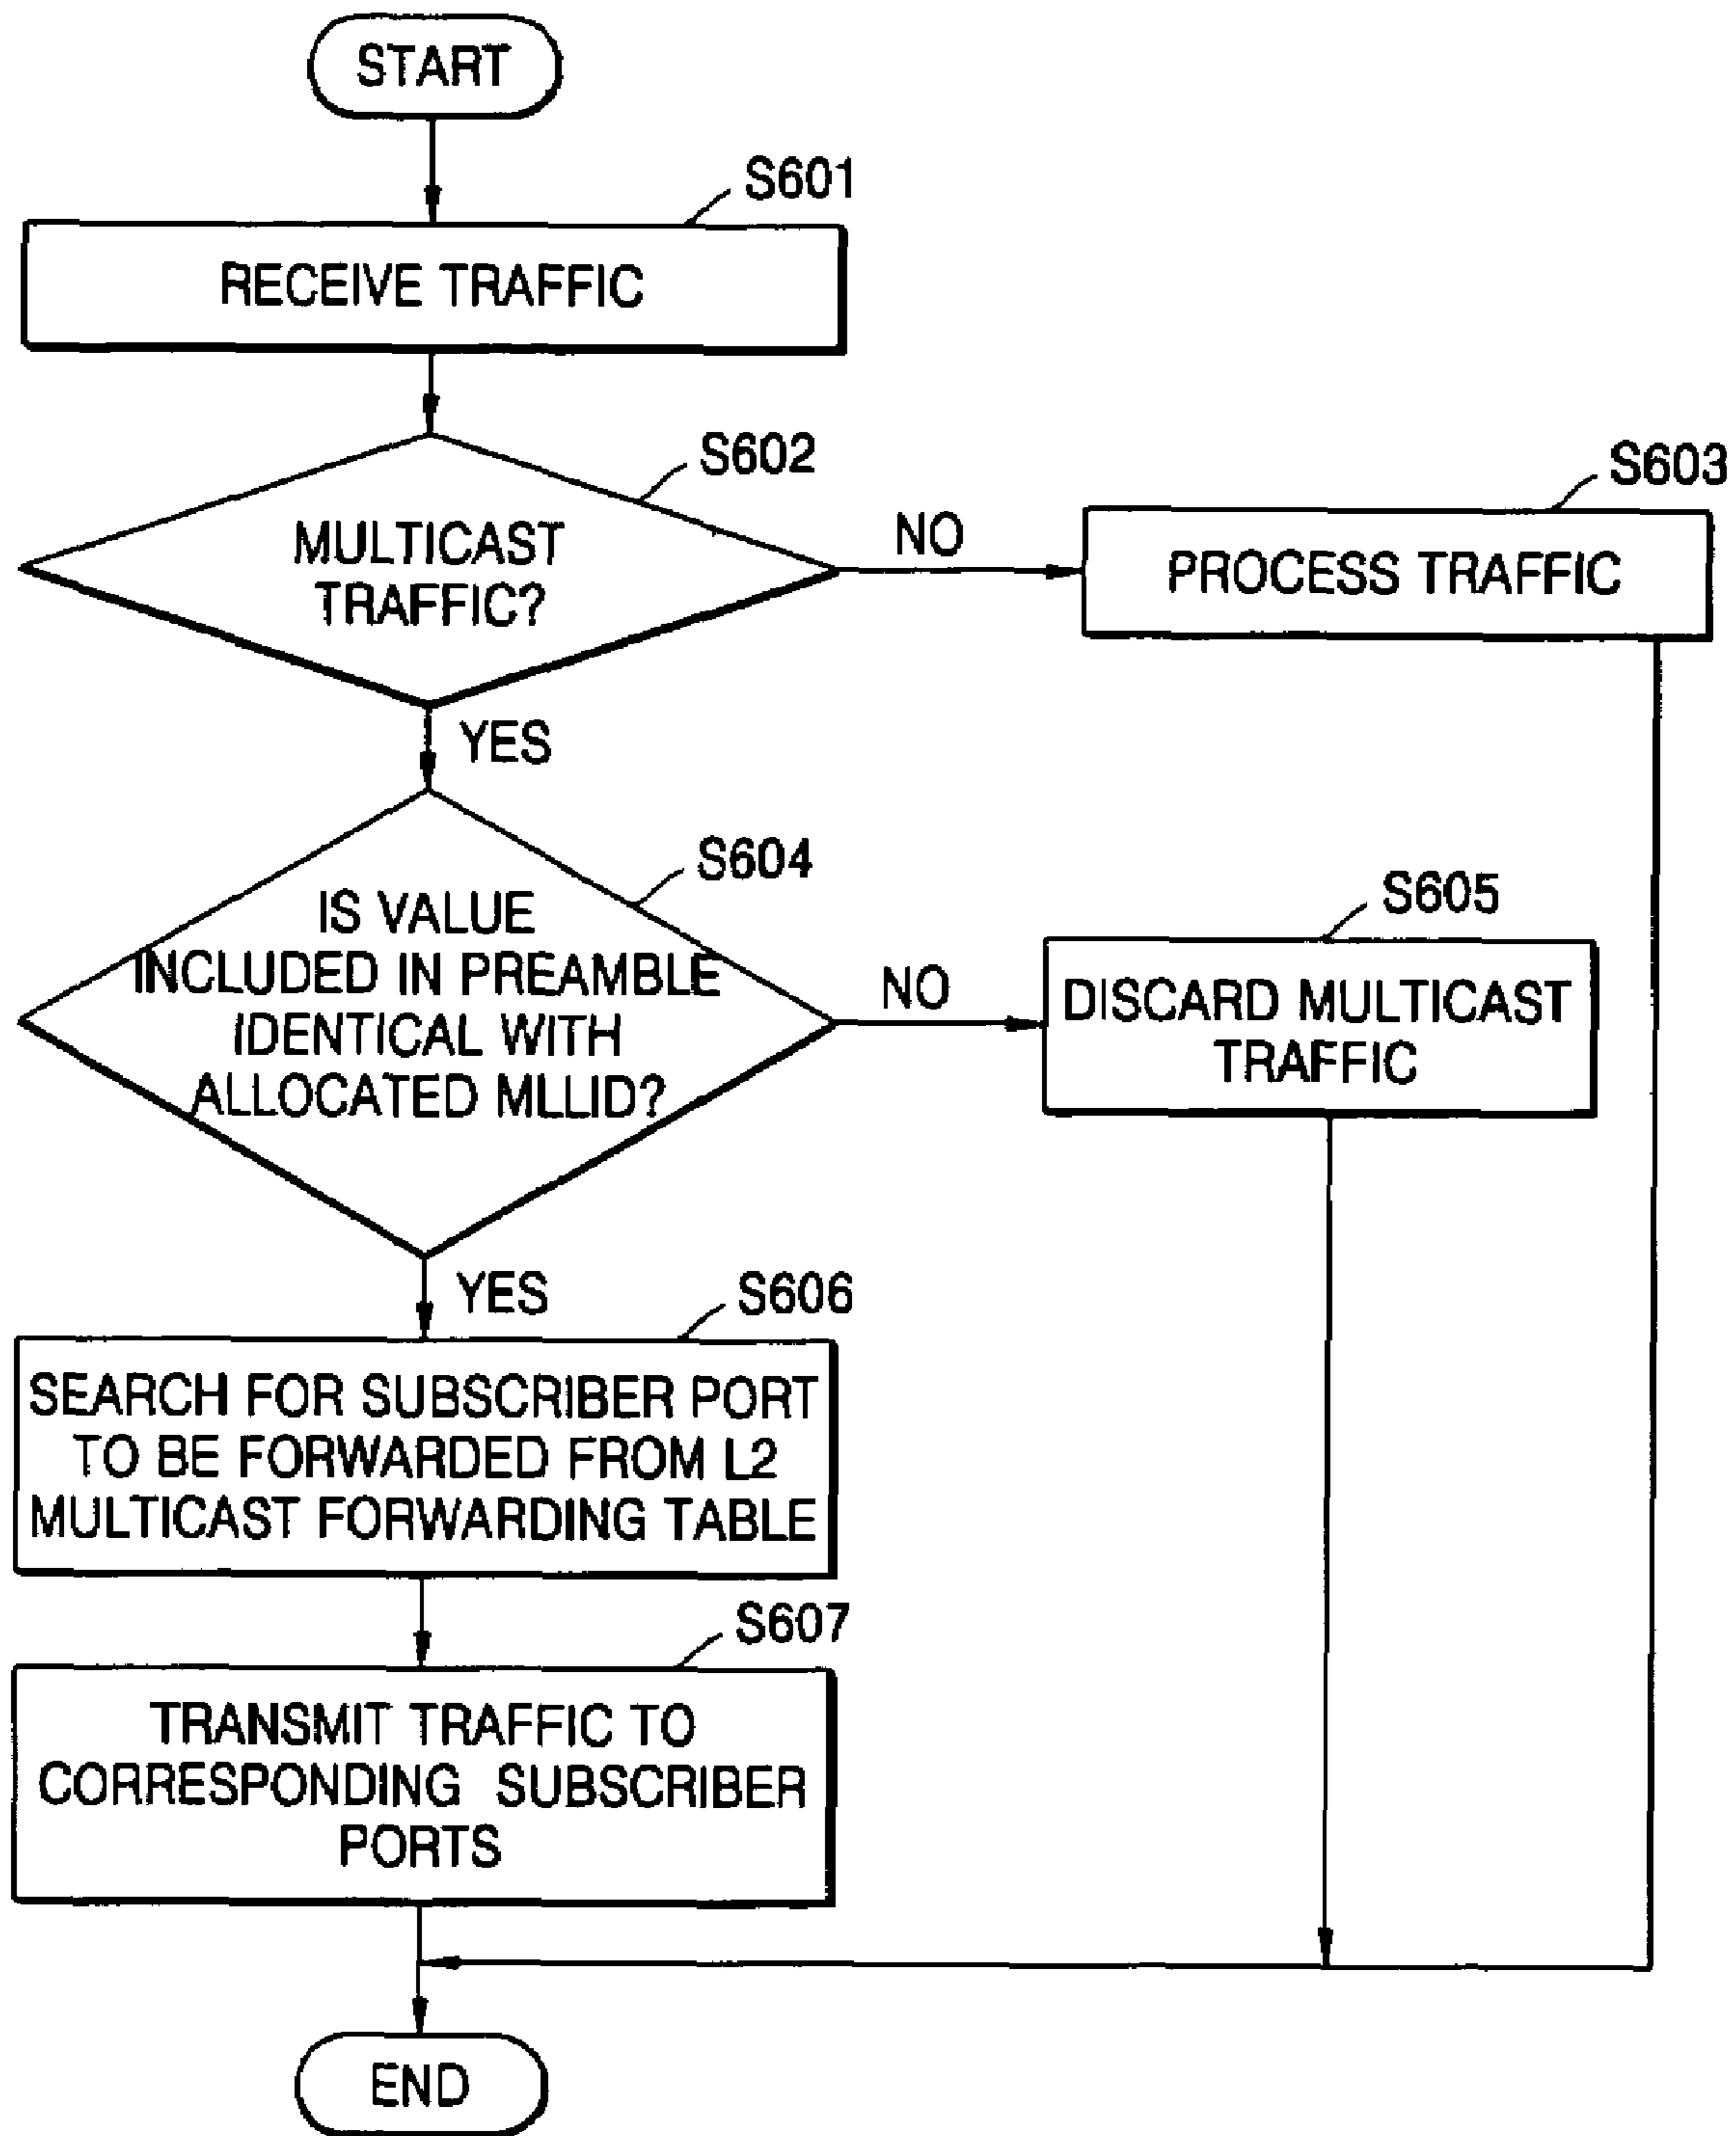 START
S601
RECEIVE TRAFFIC
S602
MULTICAST
TRAFFIC?
NO
S603
PROCESS TRAFFIC
YES
S604
IS VALUE
INCLUDED IN PREAMBLE
IDENTICAL WITH
ALLOCATED MLLID?
NO
S605
DISCARD MULTICAST
TRAFFIC
YES
S606
SEARCH FOR SUBSCRIBER PORT
TO BE FORWARDED FROM L2
MULTICAST FORWARDING TABLE
S607
TRANSMIT TRAFFIC TO
CORRESPONDING SUBSCRIBER
PORTS
END